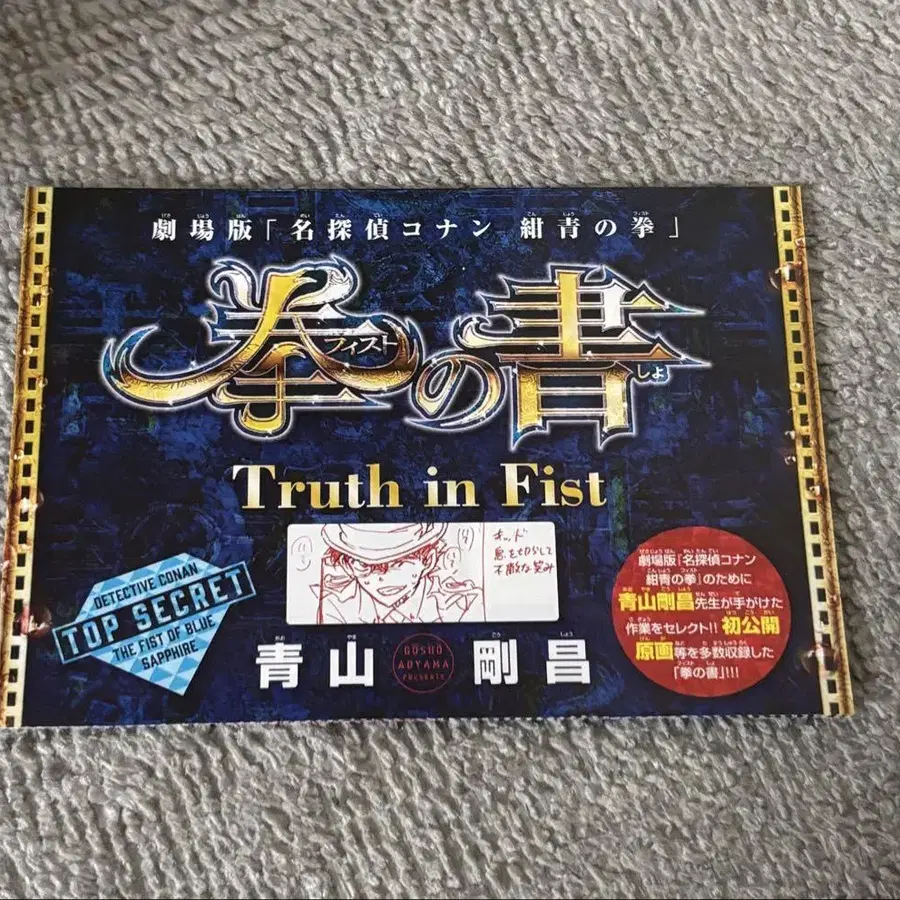 劇場版「名探偵コナン 紺青の拳」
拳の書
フィスト
しょ
Truth in Fist
キッド
息を切らして
不敵な笑み
DETECTIVE CONAN
TOP SECRET
THE FIST OF BLUE
SAPPHIRE
青山 剛昌
GOSHO
AOYAMA
PRESENTS
劇場版『名探偵コナン
紺青の拳』のために
青山剛昌先生が手がけた
作業をセレクト!! 初公開
原画等を多数収録した
「拳の書」!!!